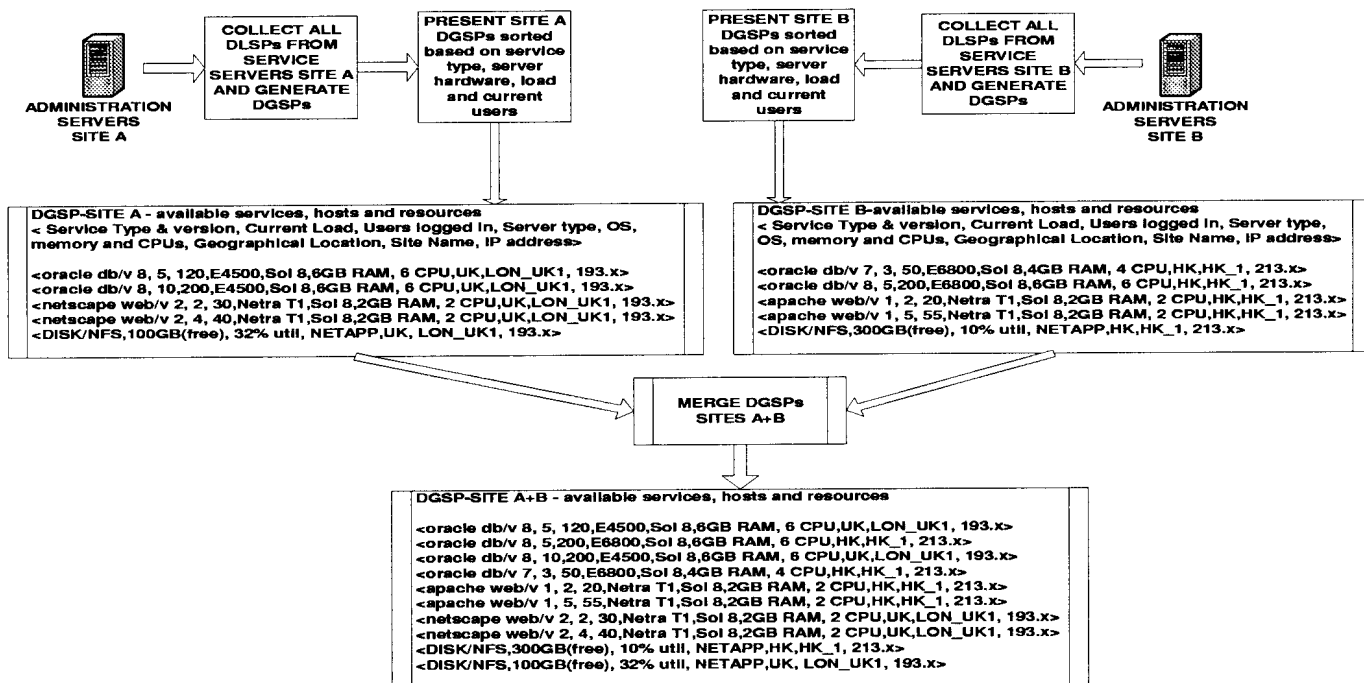 ADMINISTRATION
SERVERS
SITE A
COLLECT ALL
DLSPs FROM
SERVICE
SERVERS SITE A
AND GENERATE
DGSPs
PRESENT SITE A
DGSPs sorted
based on service
type, server
hardware, load
and current
users
PRESENT SITE B
DGSPs sorted
based on service
type, server
hardware, load
and current
users
COLLECT ALL
DLSPs FROM
SERVICE
SERVERS SITE B
AND GENERATE
DGSPs
ADMINISTRATION
SERVERS
SITE B
DGSP-SITE A - available services, hosts and resources
< Service Type & version, Current Load, Users logged in, Server type, OS,
memory and CPUs, Geographical Location, Site Name, IP address>
<oracle db/v 8, 5, 120,E4500,Sol 8,6GB RAM, 6 CPU,UK,LON_UK1, 193.x>
<oracle db/v 8, 10,200,E4500,Sol 8,6GB RAM, 6 CPU,UK,LON_UK1, 193.x>
<netscape web/v 2, 2, 30,Netra T1,Sol 8,2GB RAM, 2 CPU,UK,LON_UK1, 193.x>
<netscape web/v 2, 4, 40,Netra T1,Sol 8,2GB RAM, 2 CPU,UK,LON_UK1, 193.x>
<DISK/NFS,100GB(free), 32% util, NETAPP,UK, LON_UK1, 193.x>
DGSP-SITE B-available services, hosts and resources
< Service Type & version, Current Load, Users logged in, Server type,
OS, memory and CPUs, Geographical Location, Site Name, IP address>
<oracle db/v 7, 3, 50,E6800,Sol 8,4GB RAM, 4 CPU,HK,HK_1, 213.x>
<oracle db/v 8, 5,200,E6800,Sol 8,6GB RAM, 6 CPU,HK,HK_1, 213.x>
<apache web/v 1, 2, 20,Netra T1,Sol 8,2GB RAM, 2 CPU,HK,HK_1, 213.x>
<apache web/v 1, 5, 55,Netra T1,Sol 8,2GB RAM, 2 CPU,HK,HK_1, 213.x>
<DISK/NFS,300GB(free), 10% util, NETAPP,HK,HK_1, 213.x>
MERGE DGSPs
SITES A+B
DGSP-SITE A+B - available services, hosts and resources
<oracle db/v 8, 5, 120,E4500,Sol 8,6GB RAM, 6 CPU,UK,LON_UK1, 193.x>
<oracle db/v 8, 5,200,E6800,Sol 8,6GB RAM, 6 CPU,HK,HK_1, 213.x>
<oracle db/v 8, 10,200,E4500,Sol 8,6GB RAM, 6 CPU,UK,LON_UK1, 193.x>
<oracle db/v 7, 3, 50,E6800,Sol 8,4GB RAM, 4 CPU,HK,HK_1, 213.x>
<apache web/v 1, 2, 20,Netra T1,Sol 8,2GB RAM, 2 CPU,HK,HK_1, 213.x>
<apache web/v 1, 5, 55,Netra T1,Sol 8,2GB RAM, 2 CPU,HK,HK_1, 213.x>
<netscape web/v 2, 2, 30,Netra T1,Sol 8,2GB RAM, 2 CPU,UK,LON_UK1, 193.x>
<netscape web/v 2, 4, 40,Netra T1,Sol 8,2GB RAM, 2 CPU,UK,LON_UK1, 193.x>
<DISK/NFS,300GB(free), 10% util, NETAPP,HK,HK_1, 213.x>
<DISK/NFS,100GB(free), 32% util, NETAPP,UK, LON_UK1, 193.x>